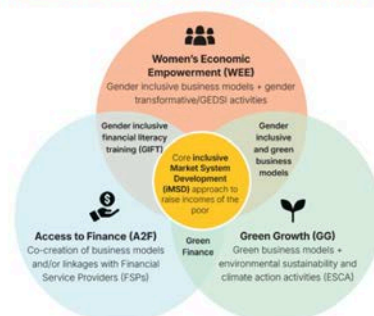 Women's Economic
Empowerment (WEE)
Gender inclusive business models + gender
transformative/GEDSI activities
Gender inclusive
financial literacy
training (GIFT)
Gender
inclusive
and green
business
models
Core inclusive
Market System
Development
(iMSD) approach to
raise incomes of the
poor
Access to Finance (A2F)
Co-creation of business models
and/or linkages with Financial
Service Providers (FSPs)
Green
Finance
Green Growth (GG)
Green business models +
environmental sustainability and
climate action activities (ESCA)